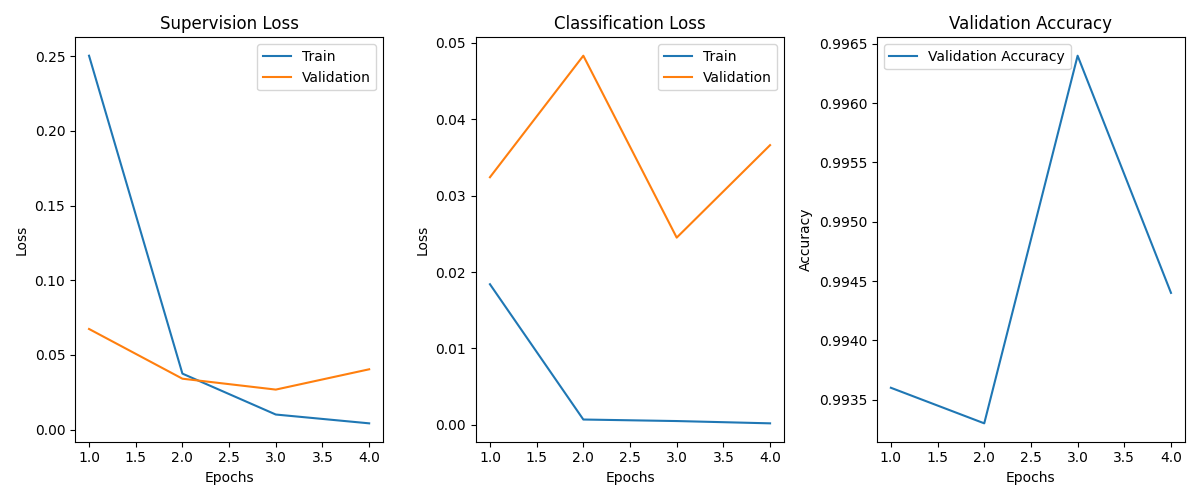 Supervision Loss
Train
Validation
0.25
0.20
0.15
0.10
0.05
0.00
Loss
1.0 1.5 2.0 2.5 3.0 3.5 4.0
Epochs
Classification Loss
Train
Validation
0.05
0.04
0.03
0.02
0.01
0.00
Loss
1.0 1.5 2.0 2.5 3.0 3.5 4.0
Epochs
Validation Accuracy
Validation Accuracy
0.9965
0.9960
0.9955
0.9950
0.9945
0.9940
0.9935
Accuracy
1.0 1.5 2.0 2.5 3.0 3.5 4.0
Epochs